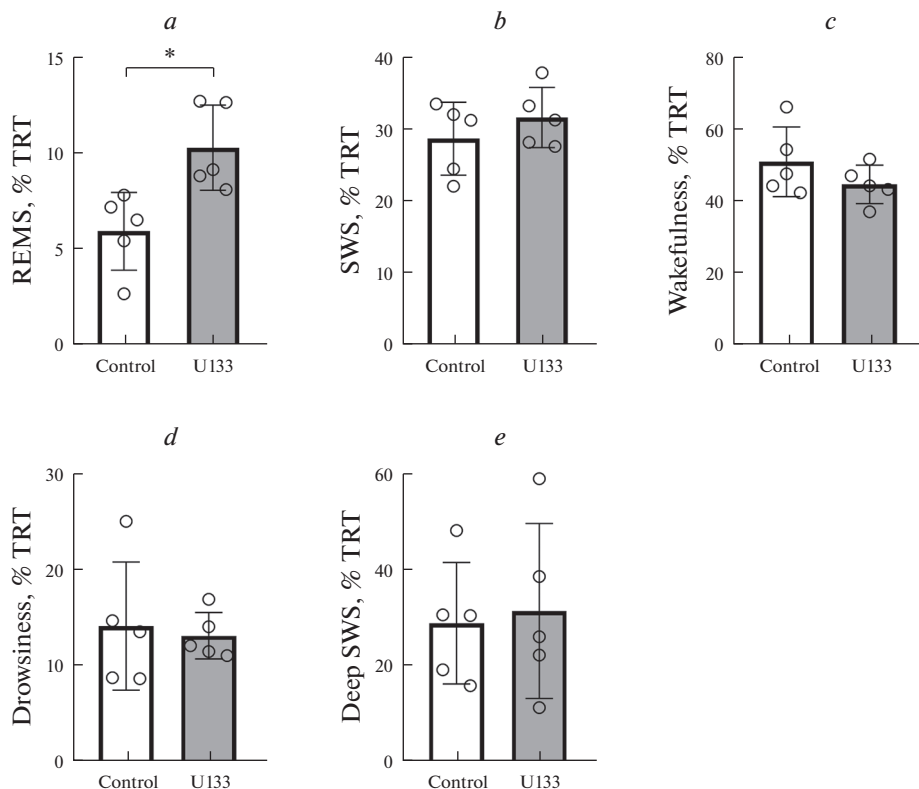 a
b
c
*
15
10
5
0
REMS, % TRT
Control
U133
40
30
20
10
0
SWS, % TRT
Control
U133
80
60
40
20
0
Wakefulness, % TRT
Control
U133
d
e
30
20
10
0
Drowsiness, % TRT
Control
U133
60
40
20
0
Deep SWS, % TRT
Control
U133